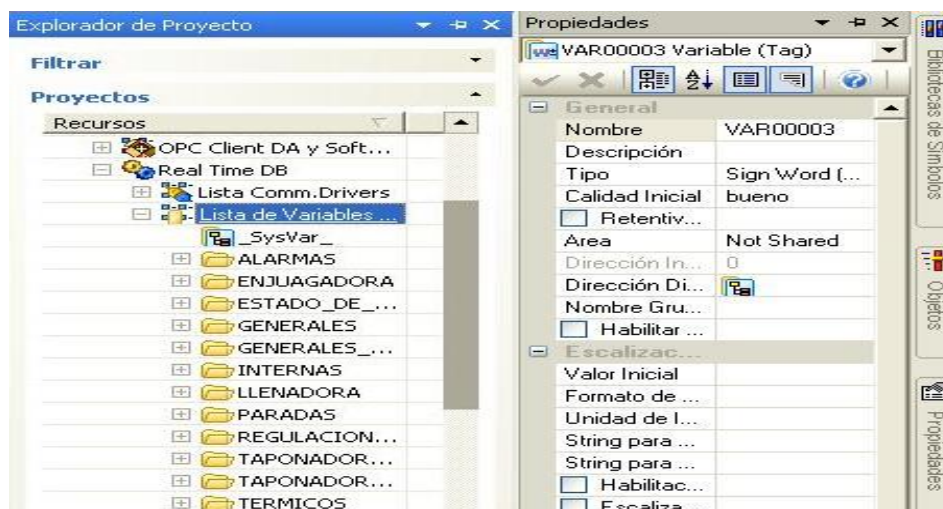 Explorador de Proyecto
Filtrar
Proyectos
Recursos
OPC Client DA y Soft...
Real Time DB
Lista Comm.Drivers
Lista de Variables ...
_SysVar_
ALARMAS
ENJUAGADORA
ESTADO_DE_...
GENERALES
GENERALES_...
INTERNAS
LLENADORA
PARADAS
REGULACION...
TAPONADOR...
TAPONADOR...
TERMICOS
Propiedades
VAR00003 Variable (Tag)
General
Nombre VAR00003
Descripción
Tipo Sign Word (...
Calidad Inicial bueno
Retentiv...
Area Not Shared
Dirección In... 0
Dirección Di...
Nombre Gru...
Habilitar ...
Escalizac...
Valor Inicial
Formato de ...
Unidad de I...
String para ...
String para ...
Habilitac...
Escaliza...
Bibliotecas de Símbolos
Objetos
Propiedades